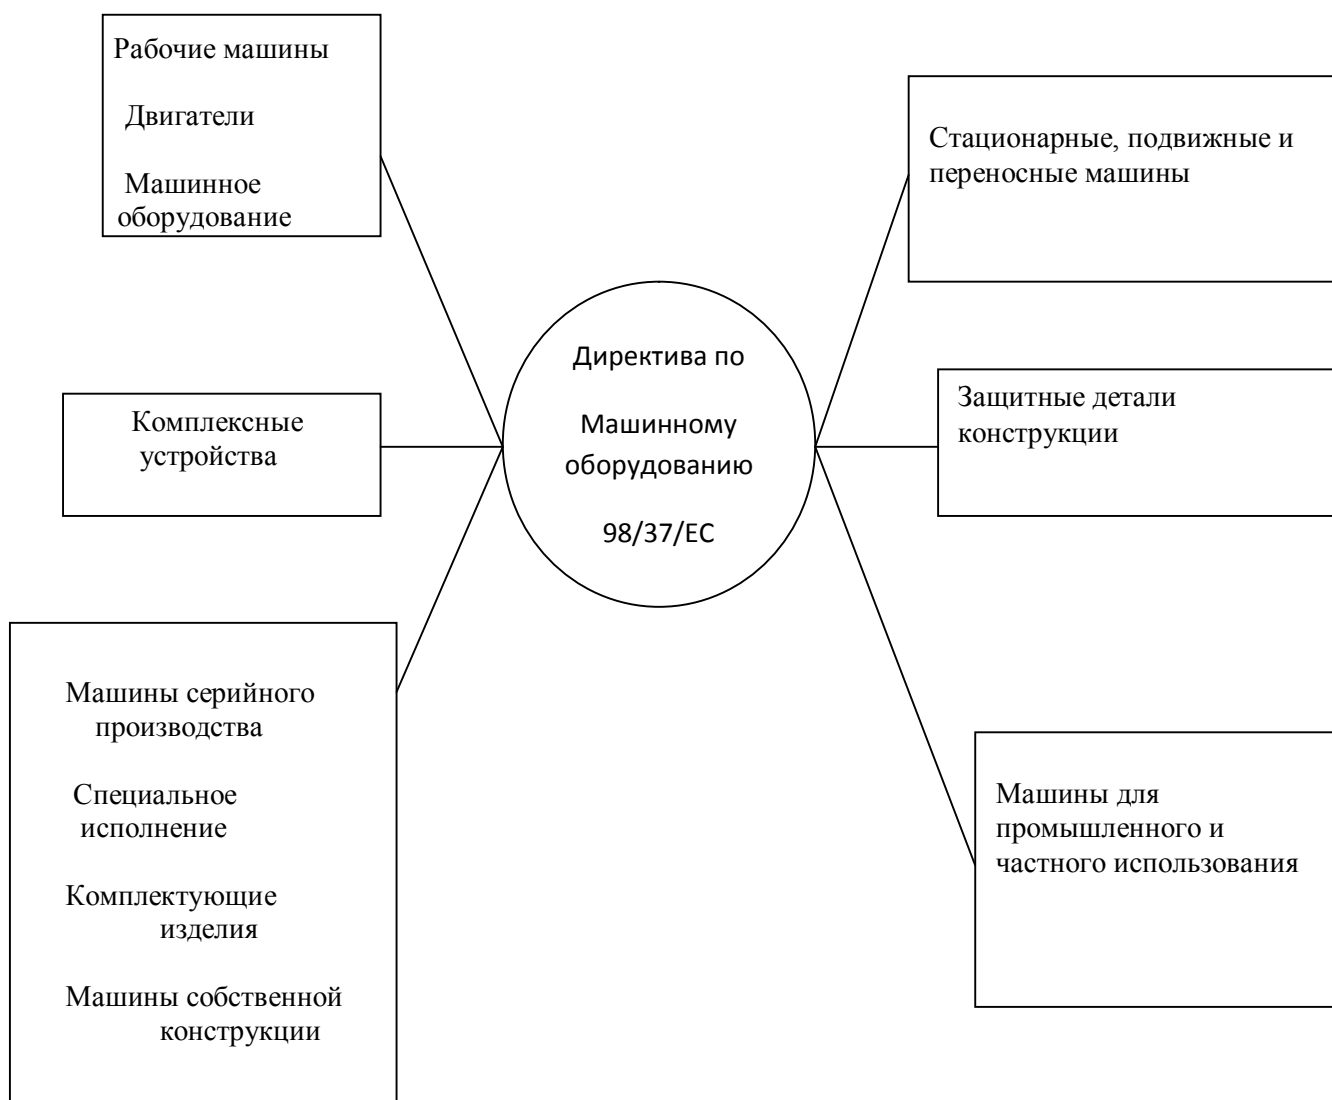 Рабочие машины
Двигатели
Машинное
оборудование
Комплексные
устройства
Машины серийного
производства
Специальное
исполнение
Комплектующие
изделия
Машины собственной
конструкции
Директива по
Машинному
оборудованию
98/37/ЕС
Стационарные, подвижные и
переносные машины
Защитные детали
конструкции
Машины для
промышленного и
частного использования